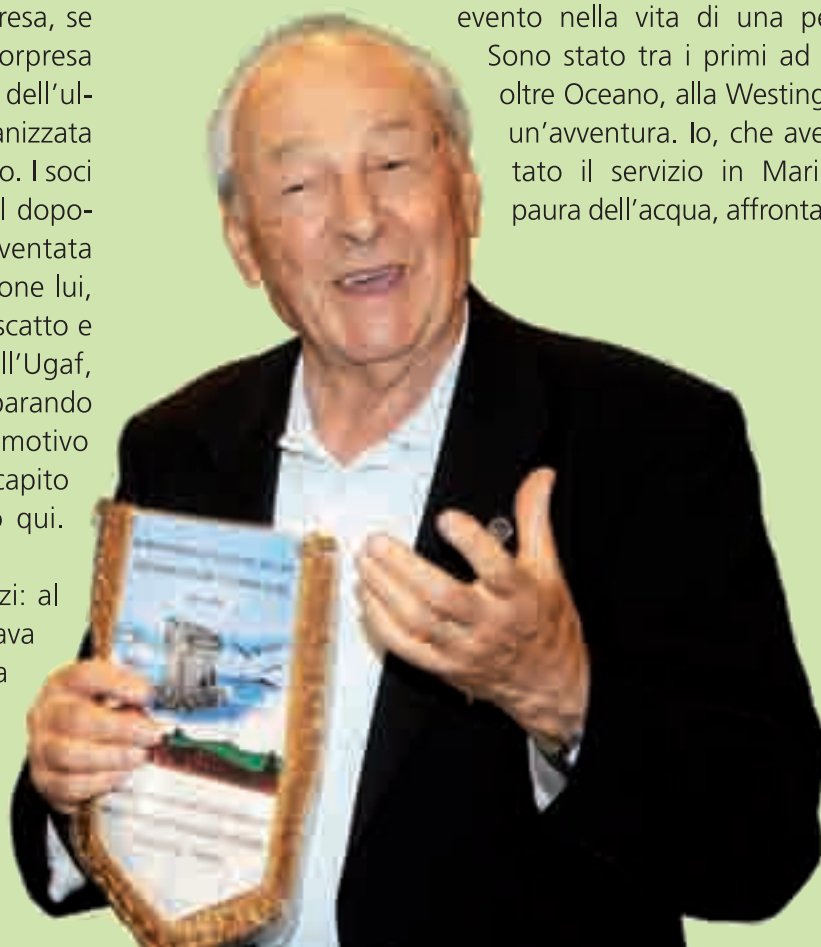 resa, se
orpresa
dell'ul-
anizzata
o. I soci
l dopo-
ventata
one lui,
scatto e
ll'Ugaf,
parando
motivo
capito
o qui.
zi: al
ava
a
evento nella vita di una pe
Sono stato tra i primi ad
oltre Oceano, alla Westing
un'avventura. Io, che ave
tato il servizio in Mari
paura dell'acqua, affronta